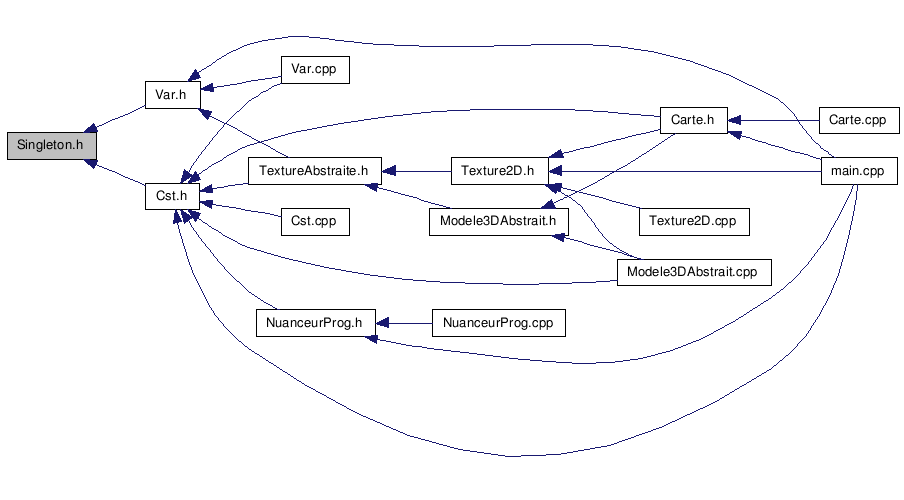 Var.cpp
Var.h
Carte.h
Carte.cpp
Singleton.h
TextureAbstraite.h
Texture2D.h
main.cpp
Cst.h
Cst.cpp
Modele3DAbstrait.h
Texture2D.cpp
Modele3DAbstrait.cpp
NuanceurProg.h
NuanceurProg.cpp